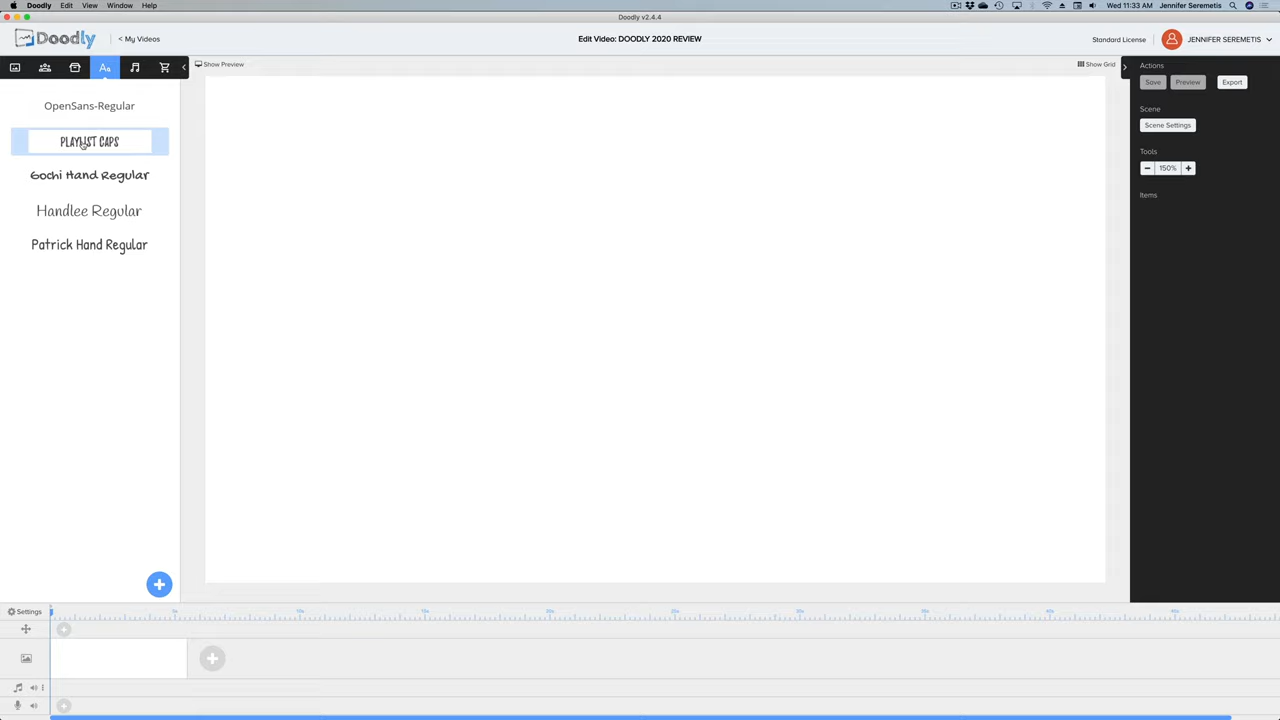 Doodly Edit View Window Help Wed 11:33 AM Jennifer Seremetis
Doodly v2.4.4
Doodly < My Videos Edit Video: DOODLY 2020 REVIEW Standard License JENNIFER SEREMETIS
Aa Show Preview Show Grid Actions
Save Preview Export
OpenSans-Regular
Scene
Scene Settings
PLAYLIST CAPS
Tools
150%
Gochi Hand Regular
Items
Handlee Regular
Patrick Hand Regular
Settings